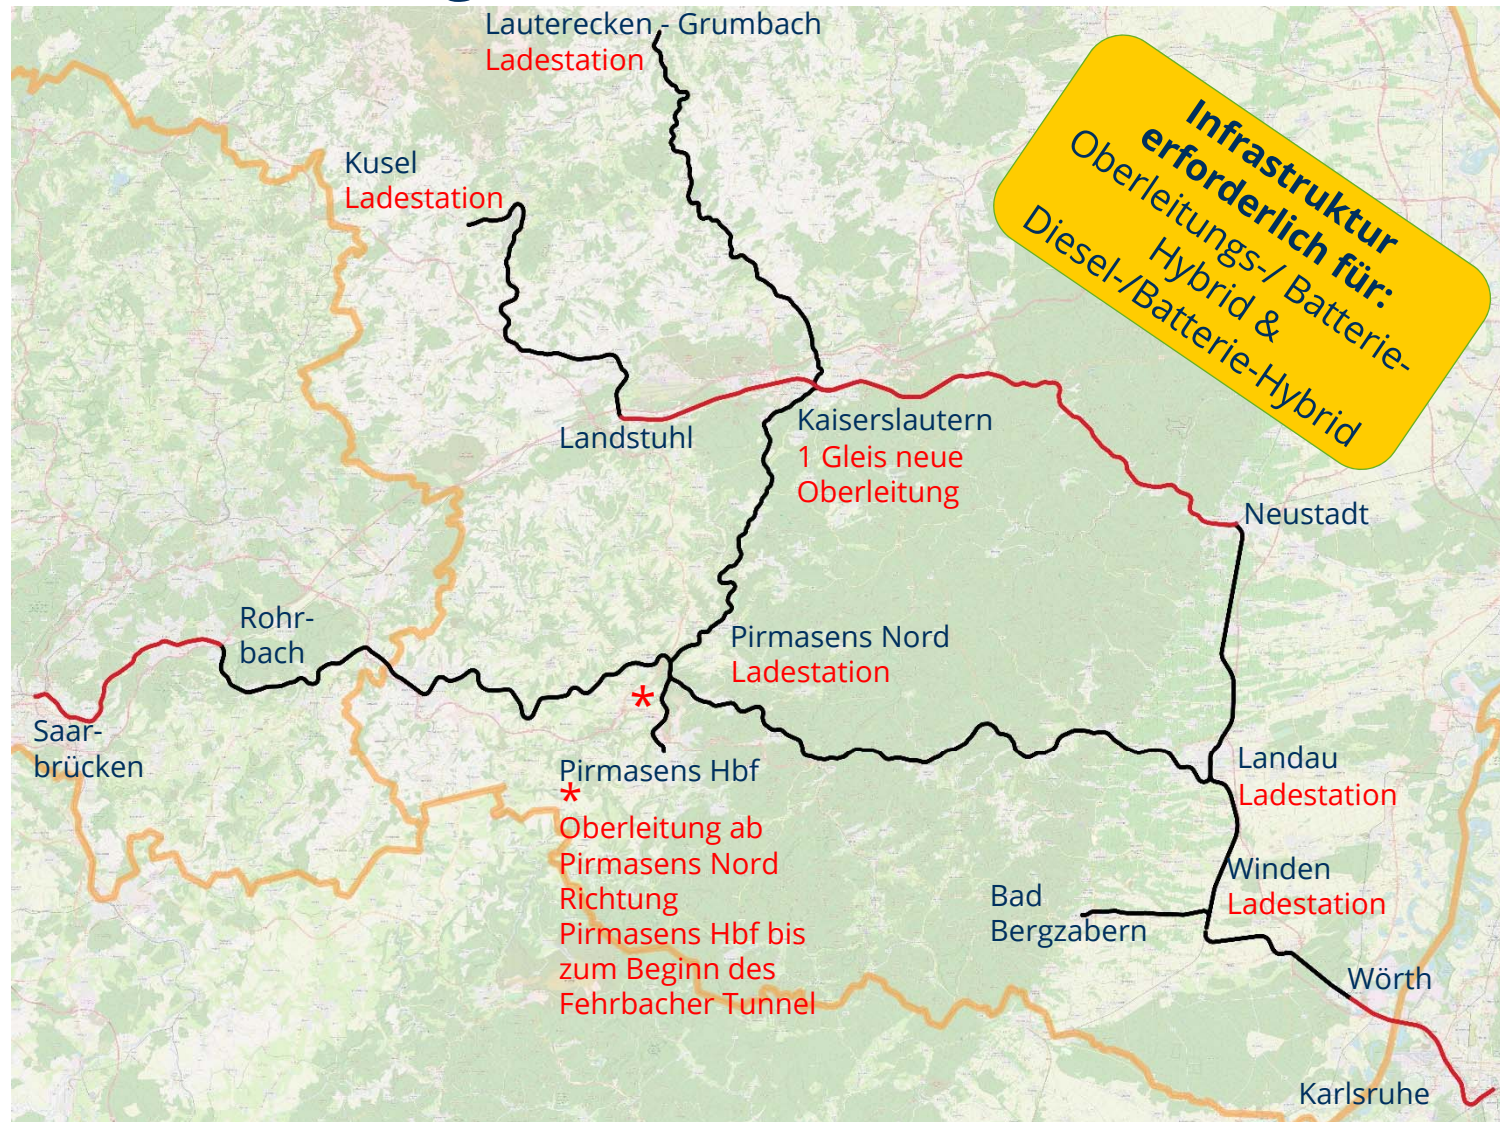 Lauterecken - Grumbach
Ladestation
Infrastruktur
erforderlich für:
Oberleitungs-/ Batterie-
Hybrid &
Diesel-/Batterie-Hybrid
Kusel
Ladestation
Landstuhl
Kaiserslautern
1 Gleis neue
Oberleitung
Neustadt
Rohr-
bach
Pirmasens Nord
Ladestation
*
Saar-
brücken
Pirmasens Hbf
*
Oberleitung ab
Pirmasens Nord
Richtung
Pirmasens Hbf bis
zum Beginn des
Fehrbacher Tunnel
Landau
Ladestation
Winden
Ladestation
Bad
Bergzabern
Wörth
Karlsruhe